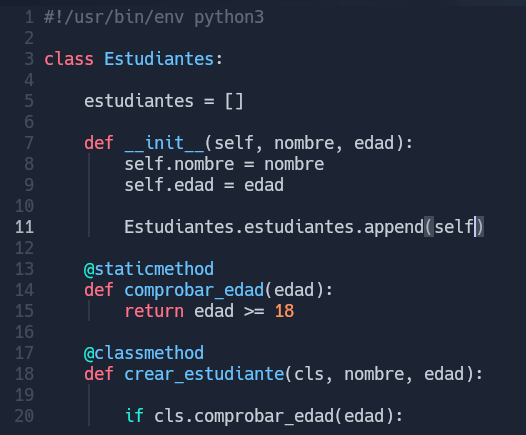 1 #!/usr/bin/env python3
2
3 class Estudiantes:
4
5     estudiantes = []
6
7     def __init__(self, nombre, edad):
8         self.nombre = nombre
9         self.edad = edad
10
11         Estudiantes.estudiantes.append(self)
12
13     @staticmethod
14     def comprobar_edad(edad):
15         return edad >= 18
16
17     @classmethod
18     def crear_estudiante(cls, nombre, edad):
19
20         if cls.comprobar_edad(edad):